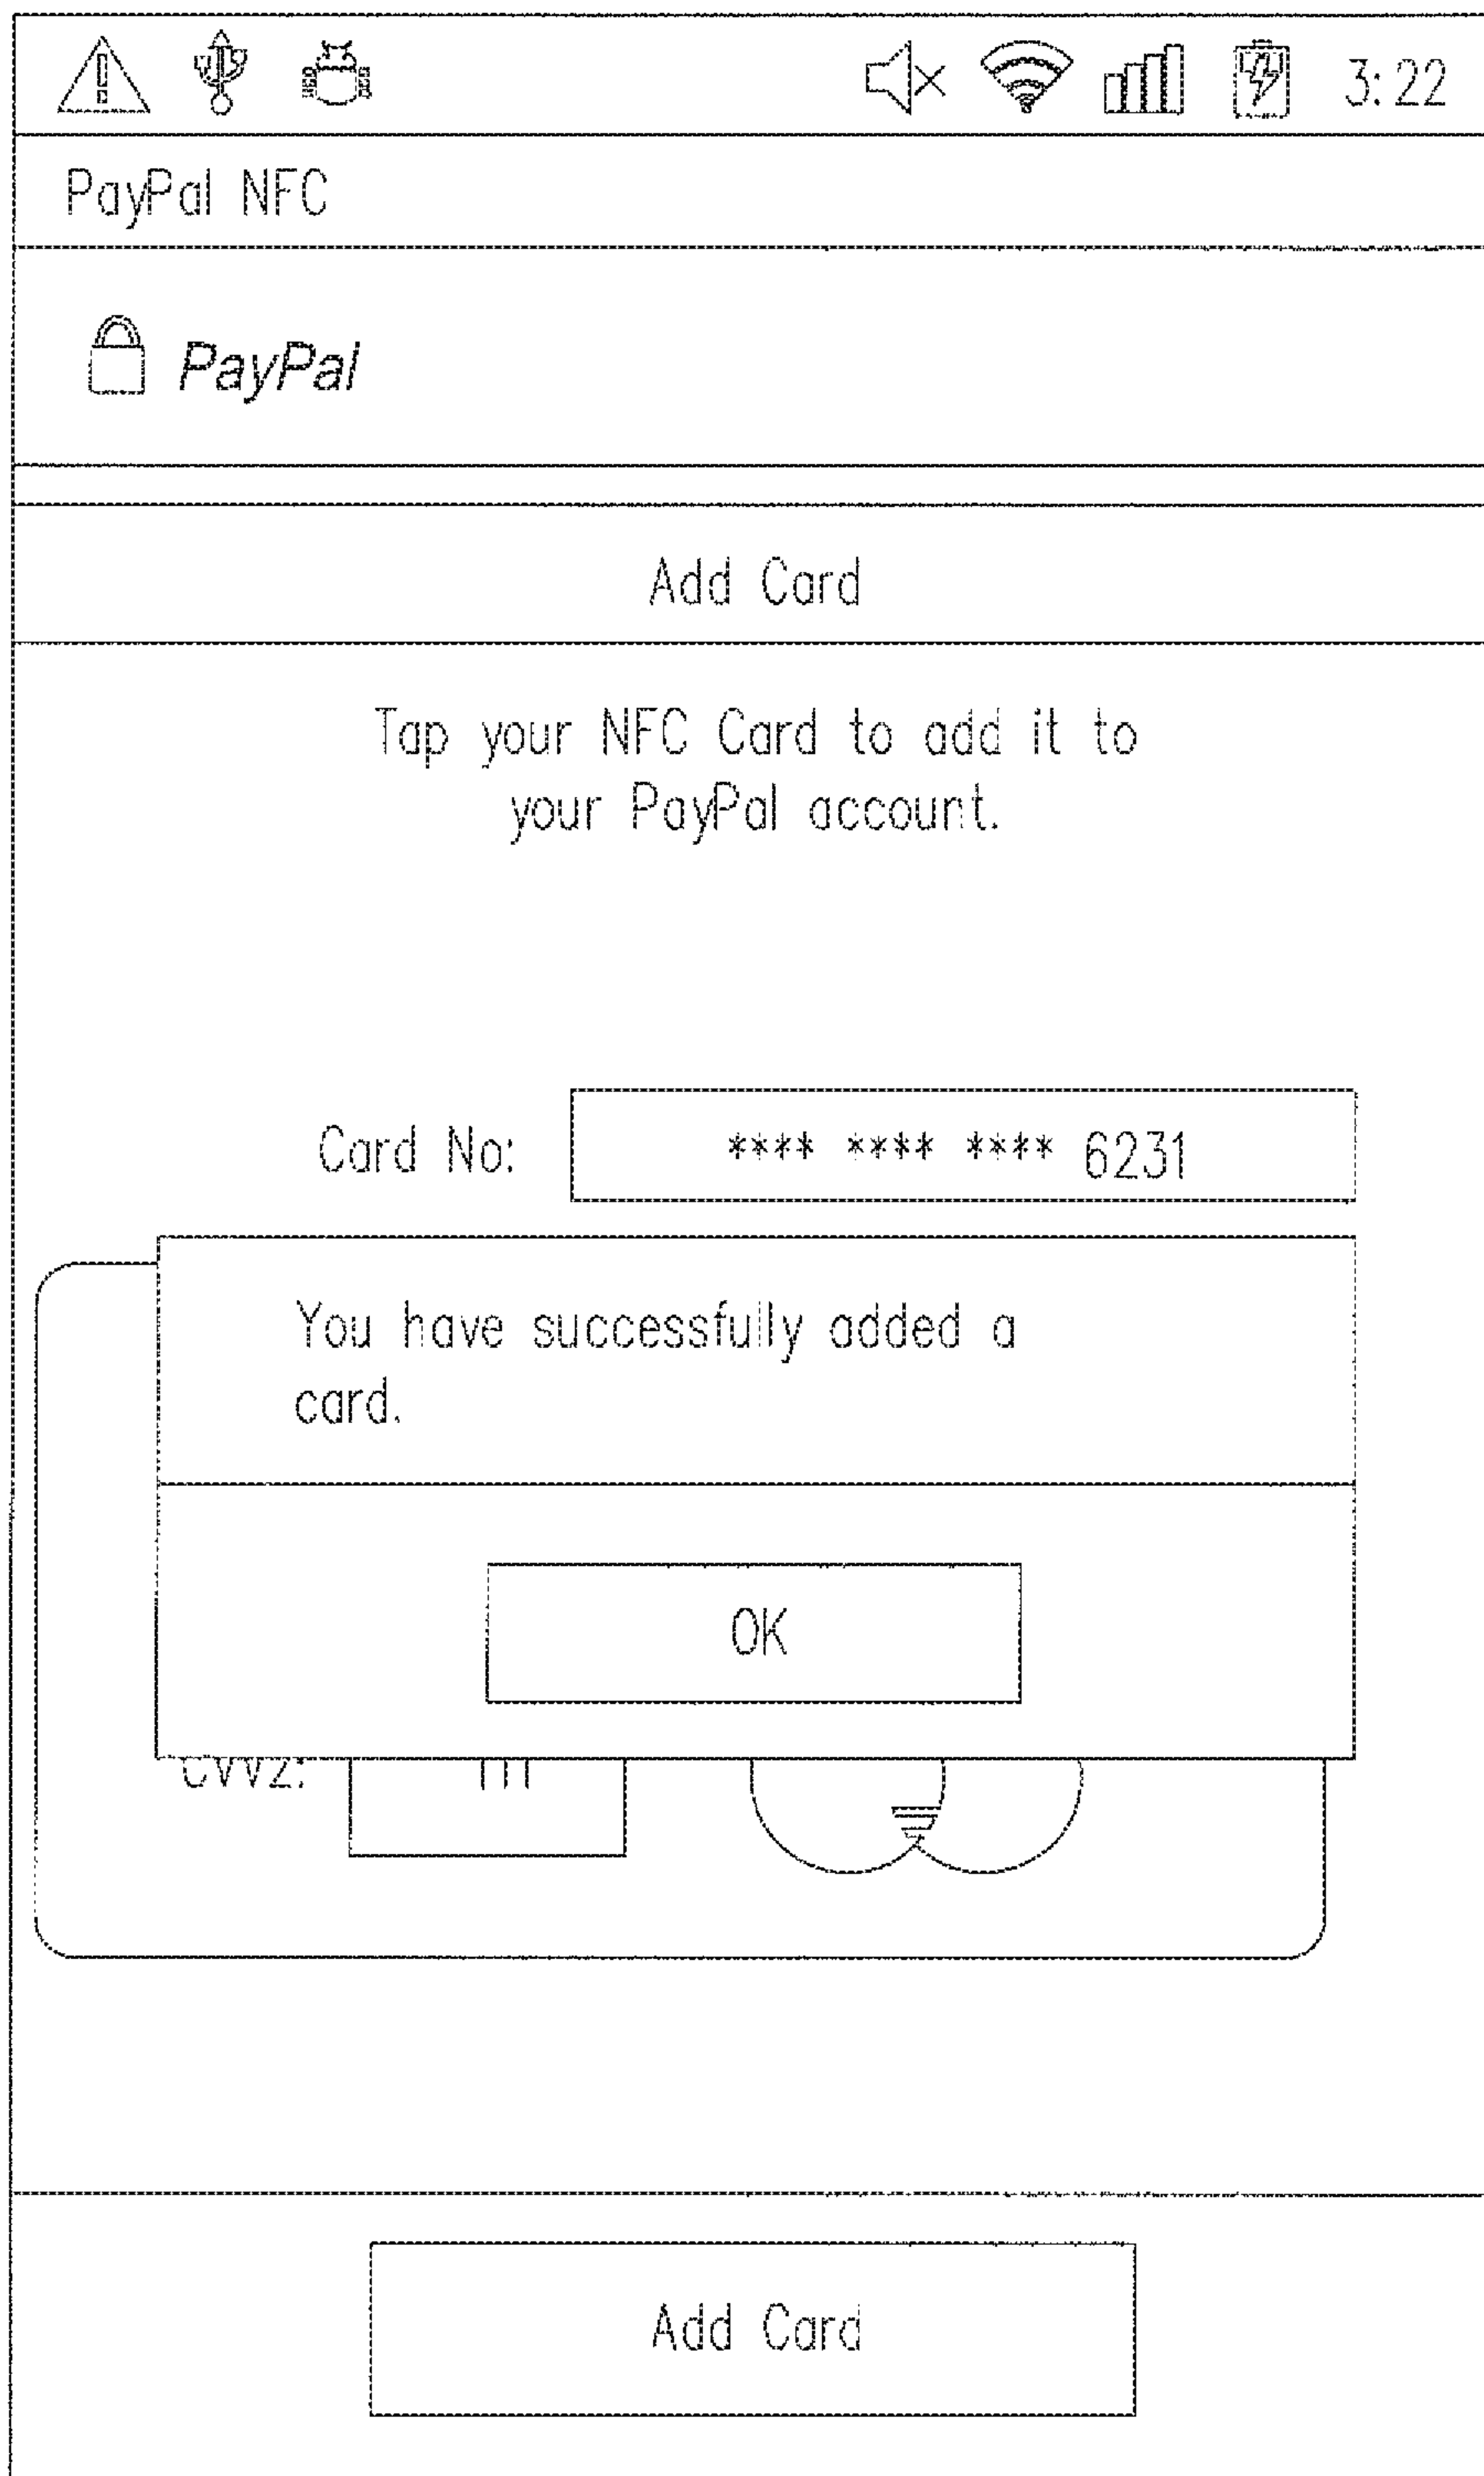 3:22
PayPal NFC
PayPal
Add Card
Tap your NFC Card to add it to
your PayPal account.
Card No: **** **** **** 6231
You have successfully added a
card.
OK
CVV2:
Add Card